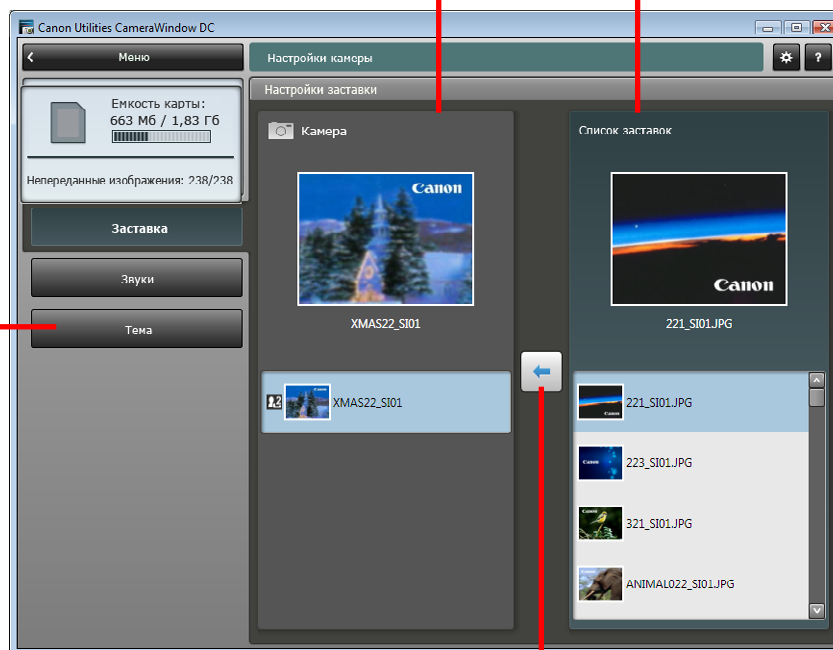 Canon Utilities CameraWindow DC
Меню
Настройки камеры
?
Емкость карты:
663 Мб / 1,83 Гб
Непереданные изображения: 238/238
Заставка
Звуки
Тема
Настройки заставки
Камера
Canon
XMAS22_SI01
XMAS22_SI01
Список заставок
Canon
221_SI01.JPG
221_SI01.JPG
223_SI01.JPG
321_SI01.JPG
ANIMAL022_SI01.JPG